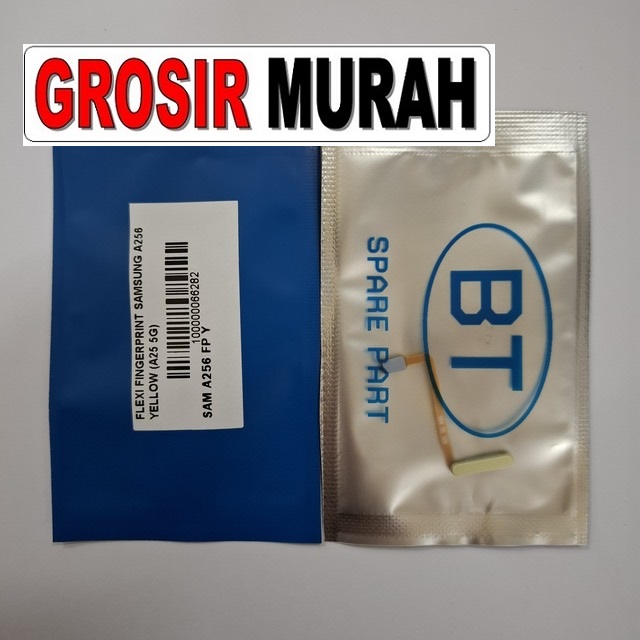 GROSIR MURAH
FLEXI FINGERPRINT SAMSUNG A256
YELLOW (A25 5G)
100000066282
SAM A256 FP Y
BT
SPARE PART